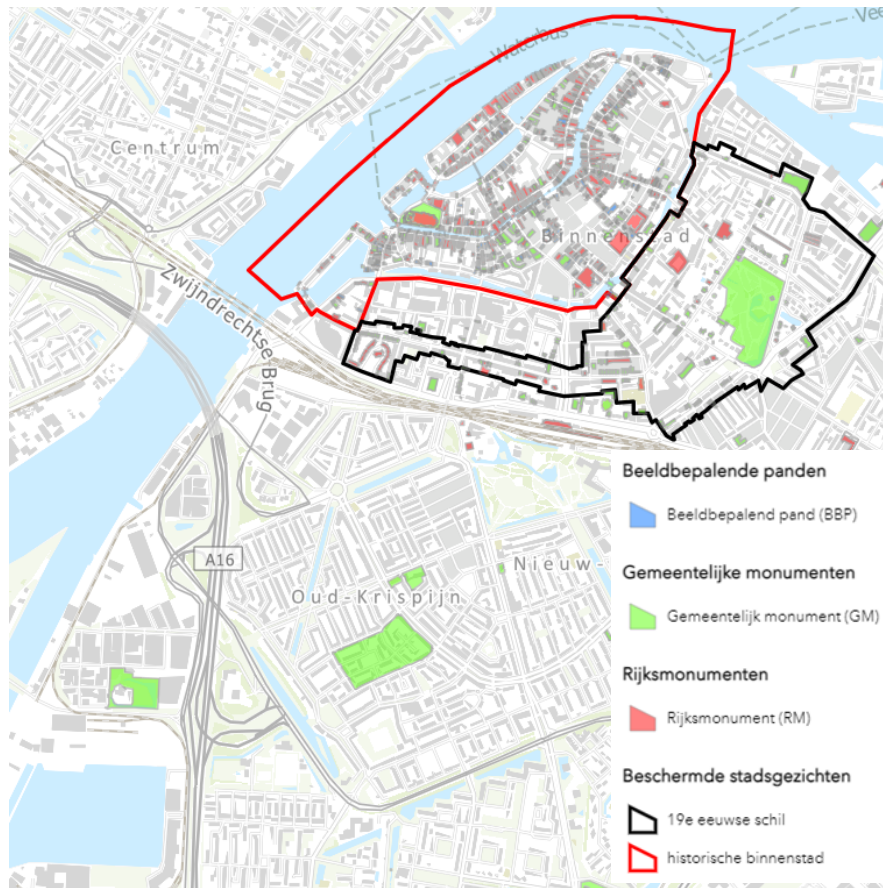 Waterbus
Vee
Centrum
Binnenstad
Zwijndrechtse Brug
A16
Nieuw-
Oud-Krispijn
Beeldbepalende panden
Beeldbepalend pand (BBP)
Gemeentelijke monumenten
Gemeentelijk monument (GM)
Rijksmonumenten
Rijksmonument (RM)
Beschermde stadsgezichten
19e eeuwse schil
historische binnenstad